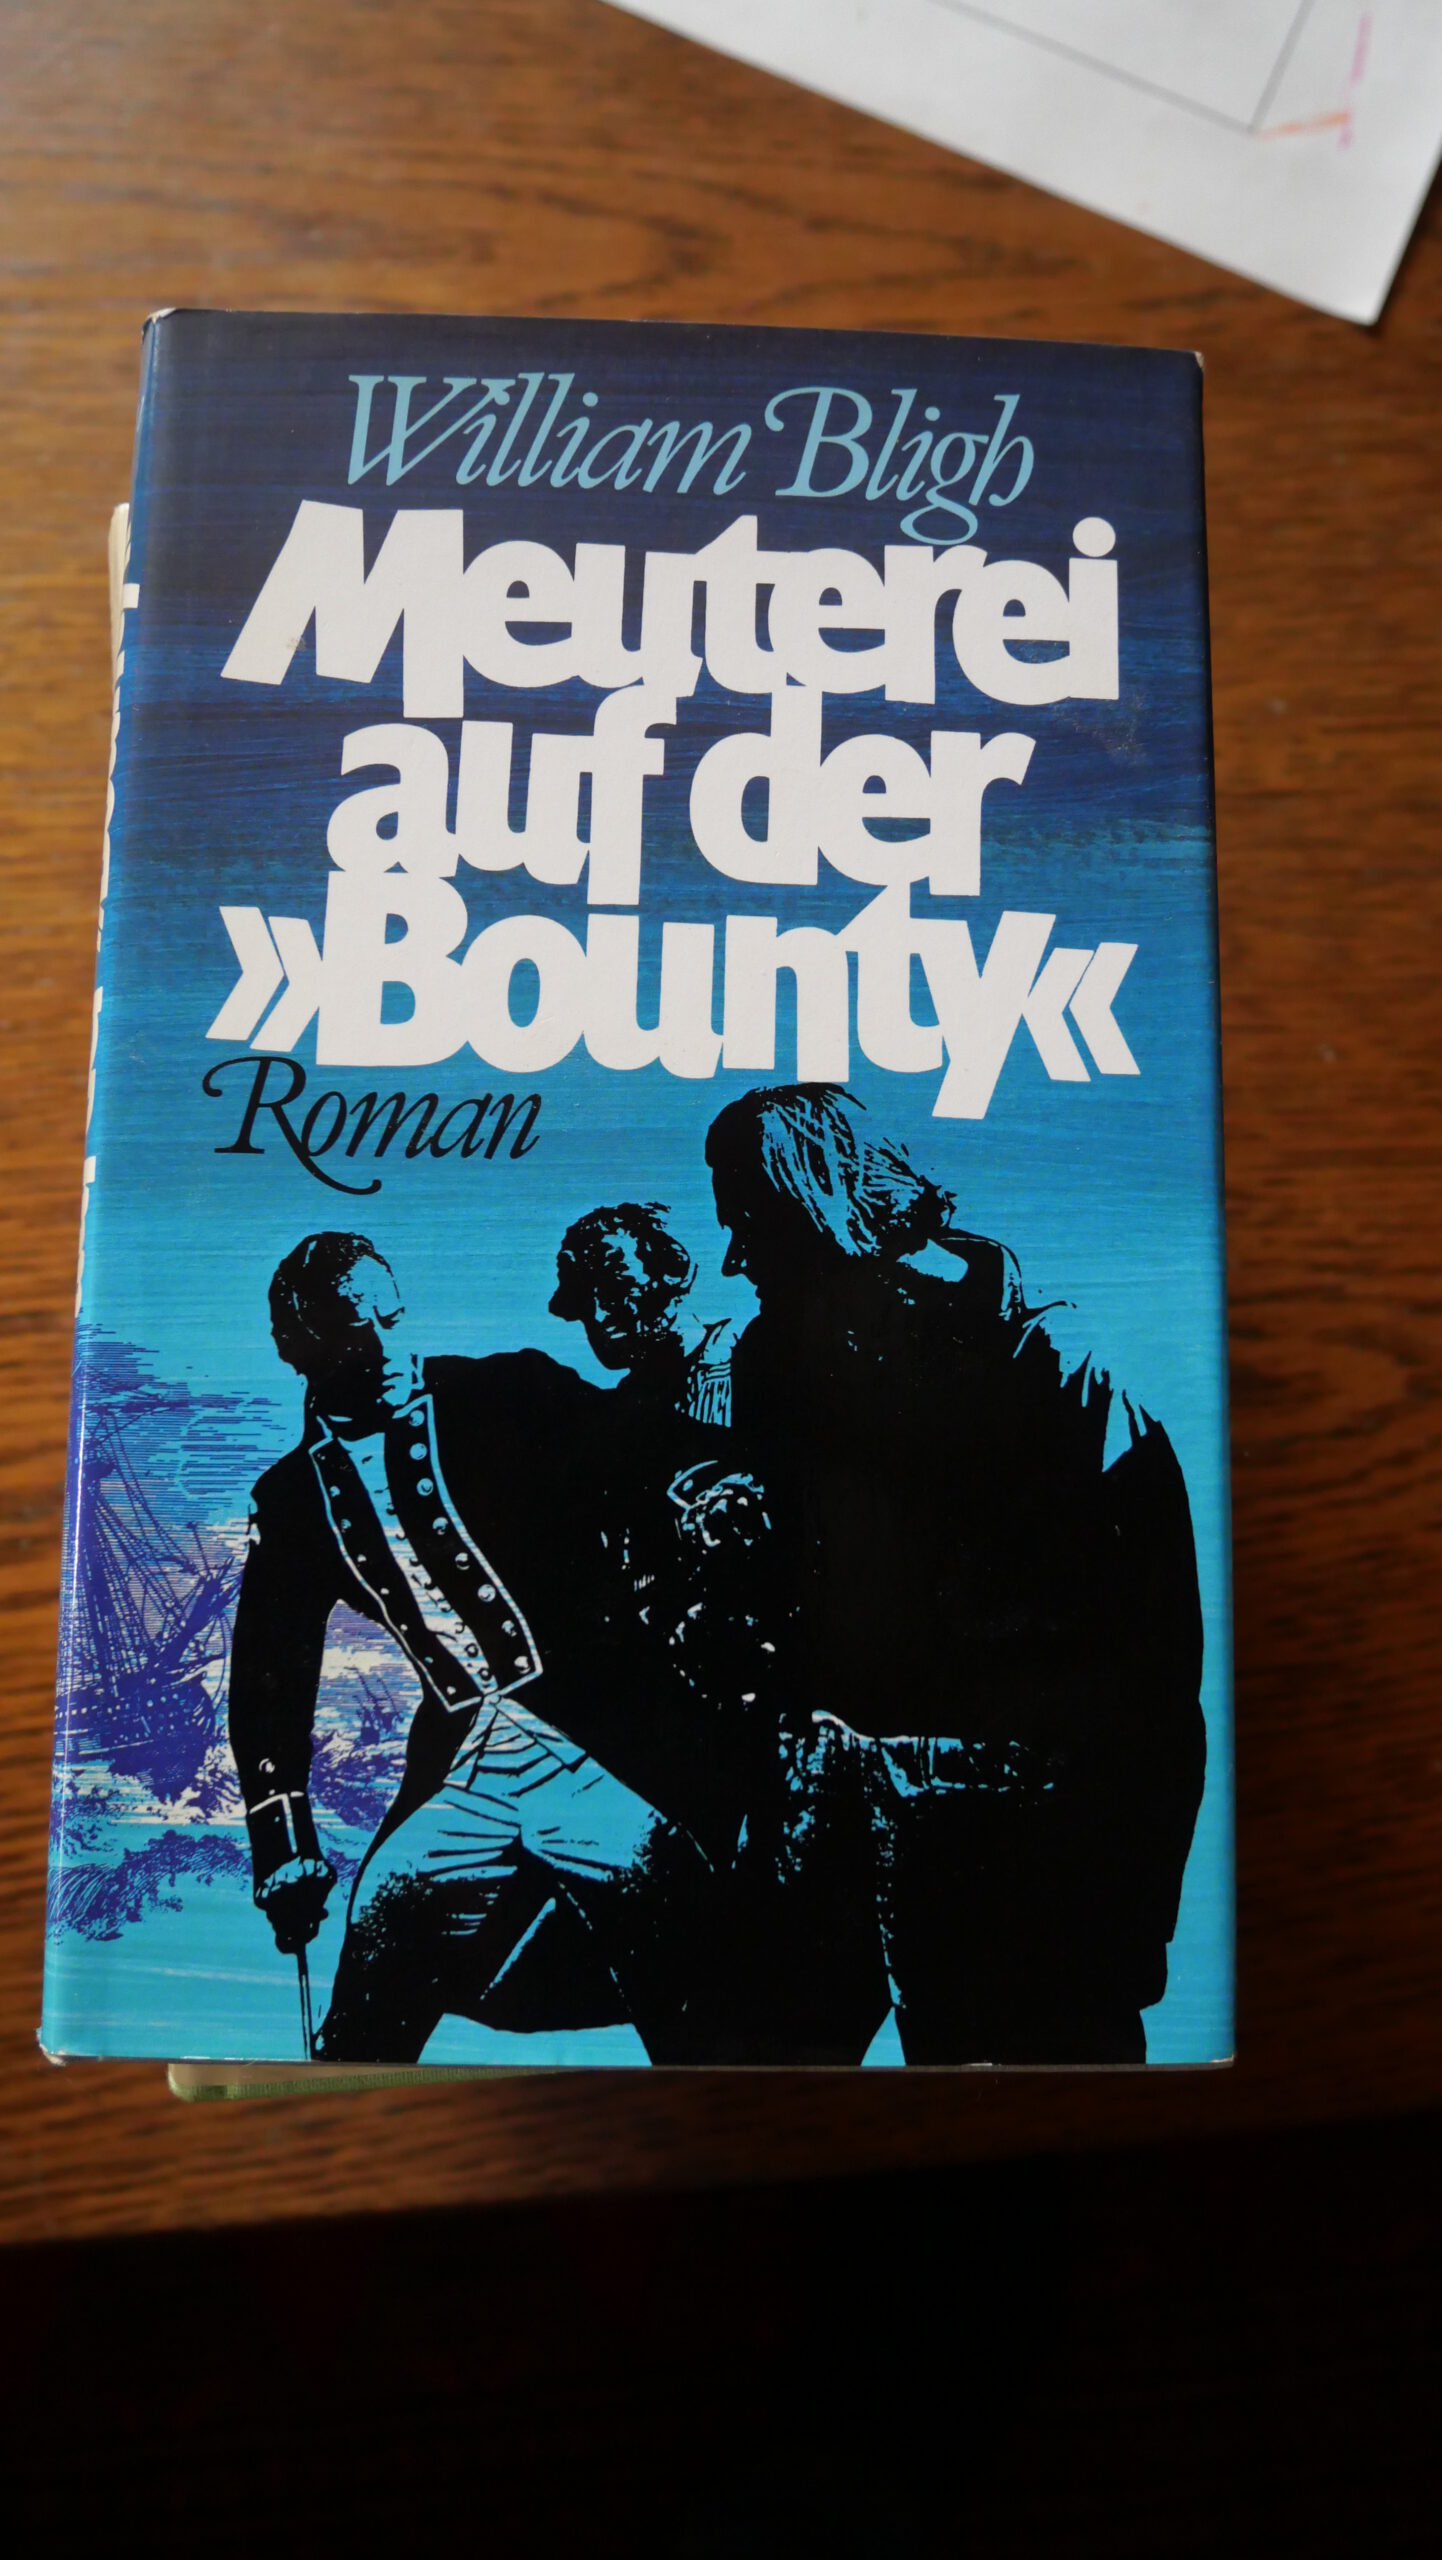 William Bligh
Meuterei
auf der
»Bounty«
Roman